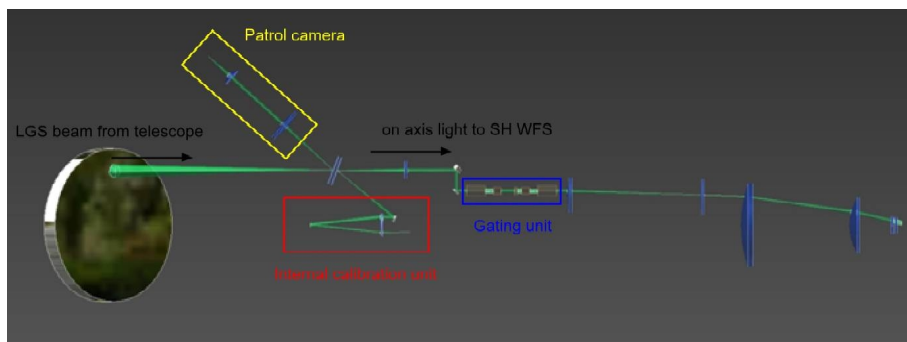 Patrol camera
LGS beam from telescope
on axis light to SH WFS
Gating unit
Internal calibration unit